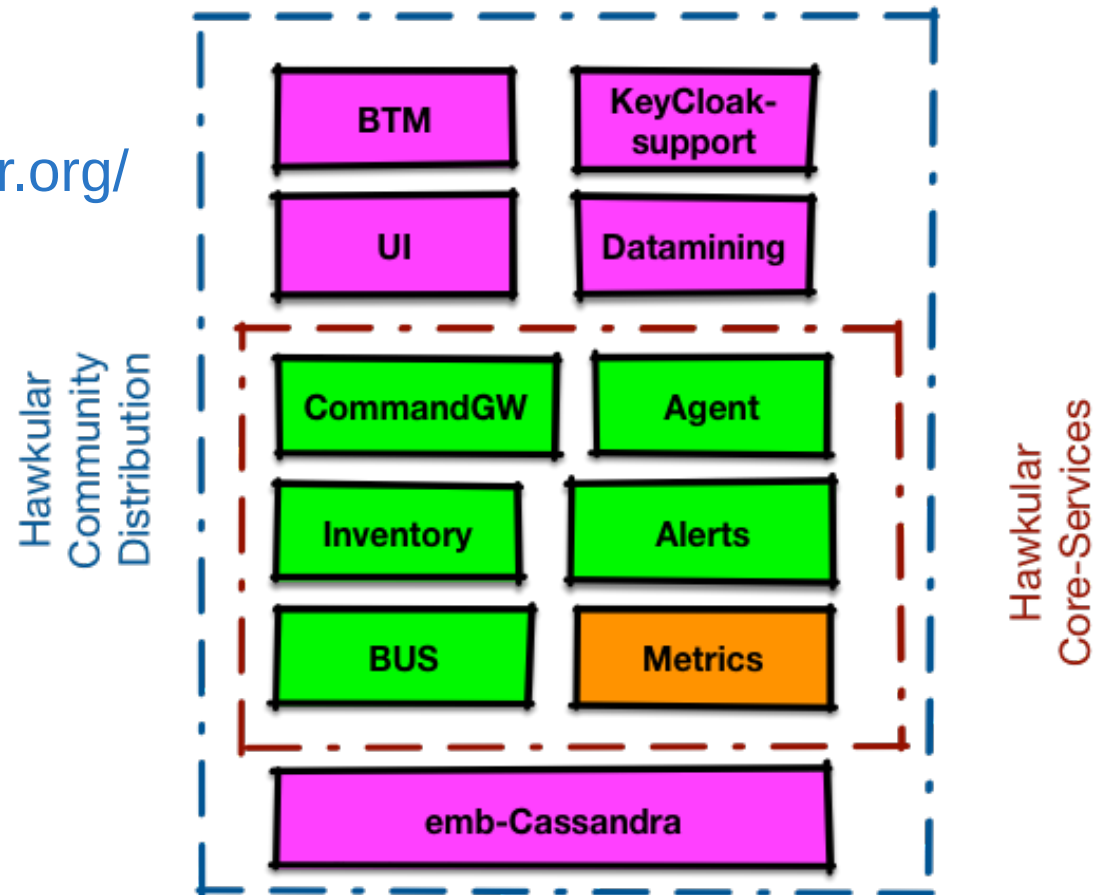 r.org/
Hawkular
Community
Distribution
BTM
KeyCloak-
support
UI
Datamining
CommandGW
Agent
Inventory
Alerts
BUS
Metrics
emb-Cassandra
Hawkular
Core-Services